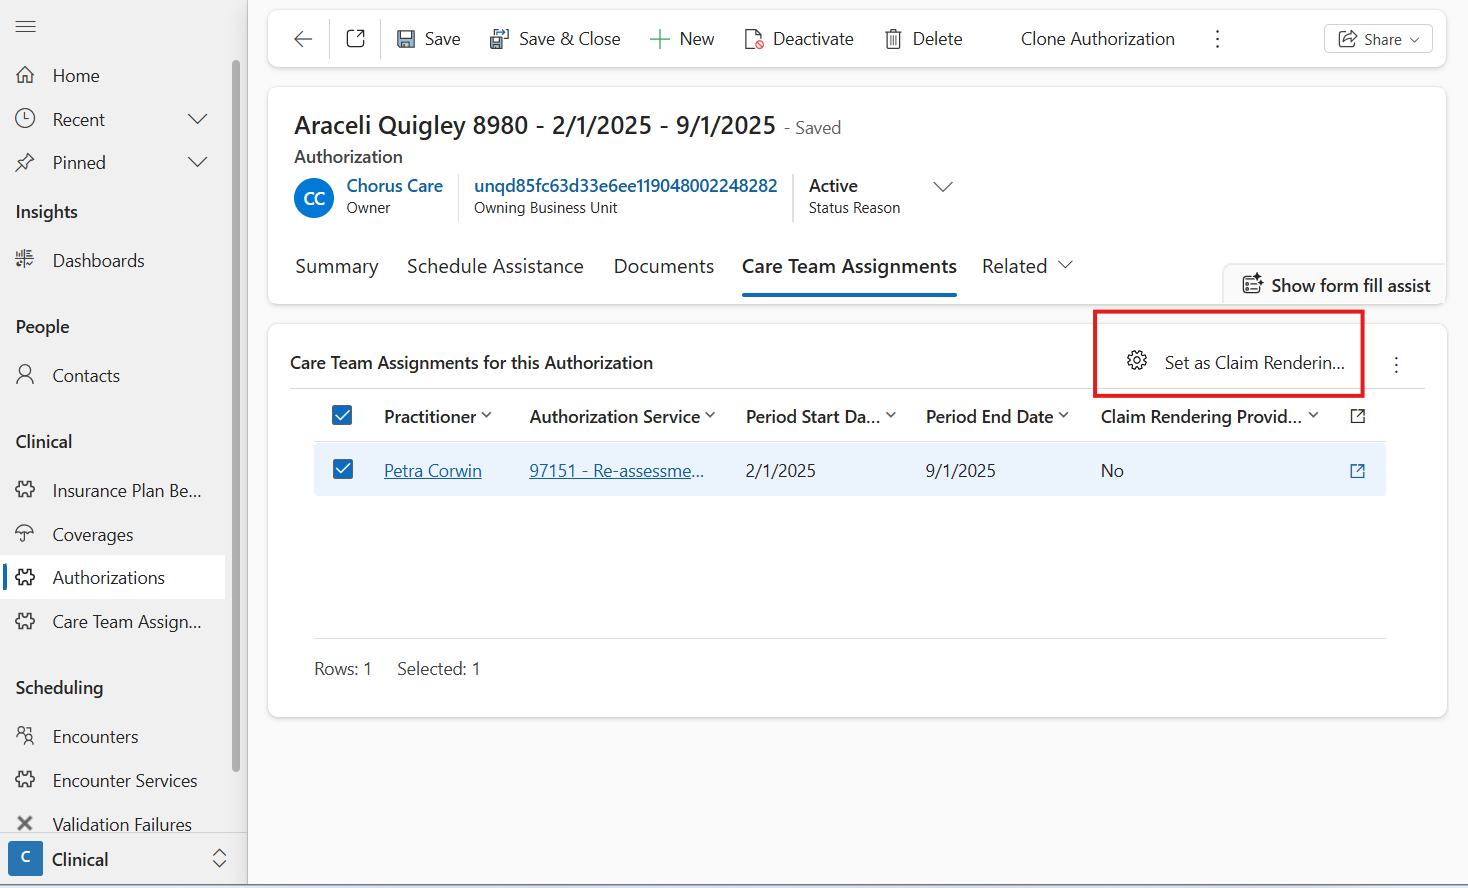 Home
Recent
Pinned
Insights
Dashboards
People
Contacts
Clinical
Insurance Plan Be...
Coverages
Authorizations
Care Team Assign...
Scheduling
Encounters
Encounter Services
Validation Failures
C Clinical
Save Save & Close New Deactivate Delete Clone Authorization Share
Araceli Quigley 8980 - 2/1/2025 - 9/1/2025 - Saved
Authorization
CC Chorus Care unqd85fc63d33e6ee119048002248282 Active
Owner Owning Business Unit Status Reason
Summary Schedule Assistance Documents Care Team Assignments Related
Show form fill assist
Care Team Assignments for this Authorization Set as Claim Renderin...
Practitioner Authorization Service Period Start Da... Period End Date Claim Rendering Provid...
Petra Corwin 97151 - Re-assessme... 2/1/2025 9/1/2025 No
Rows: 1 Selected: 1